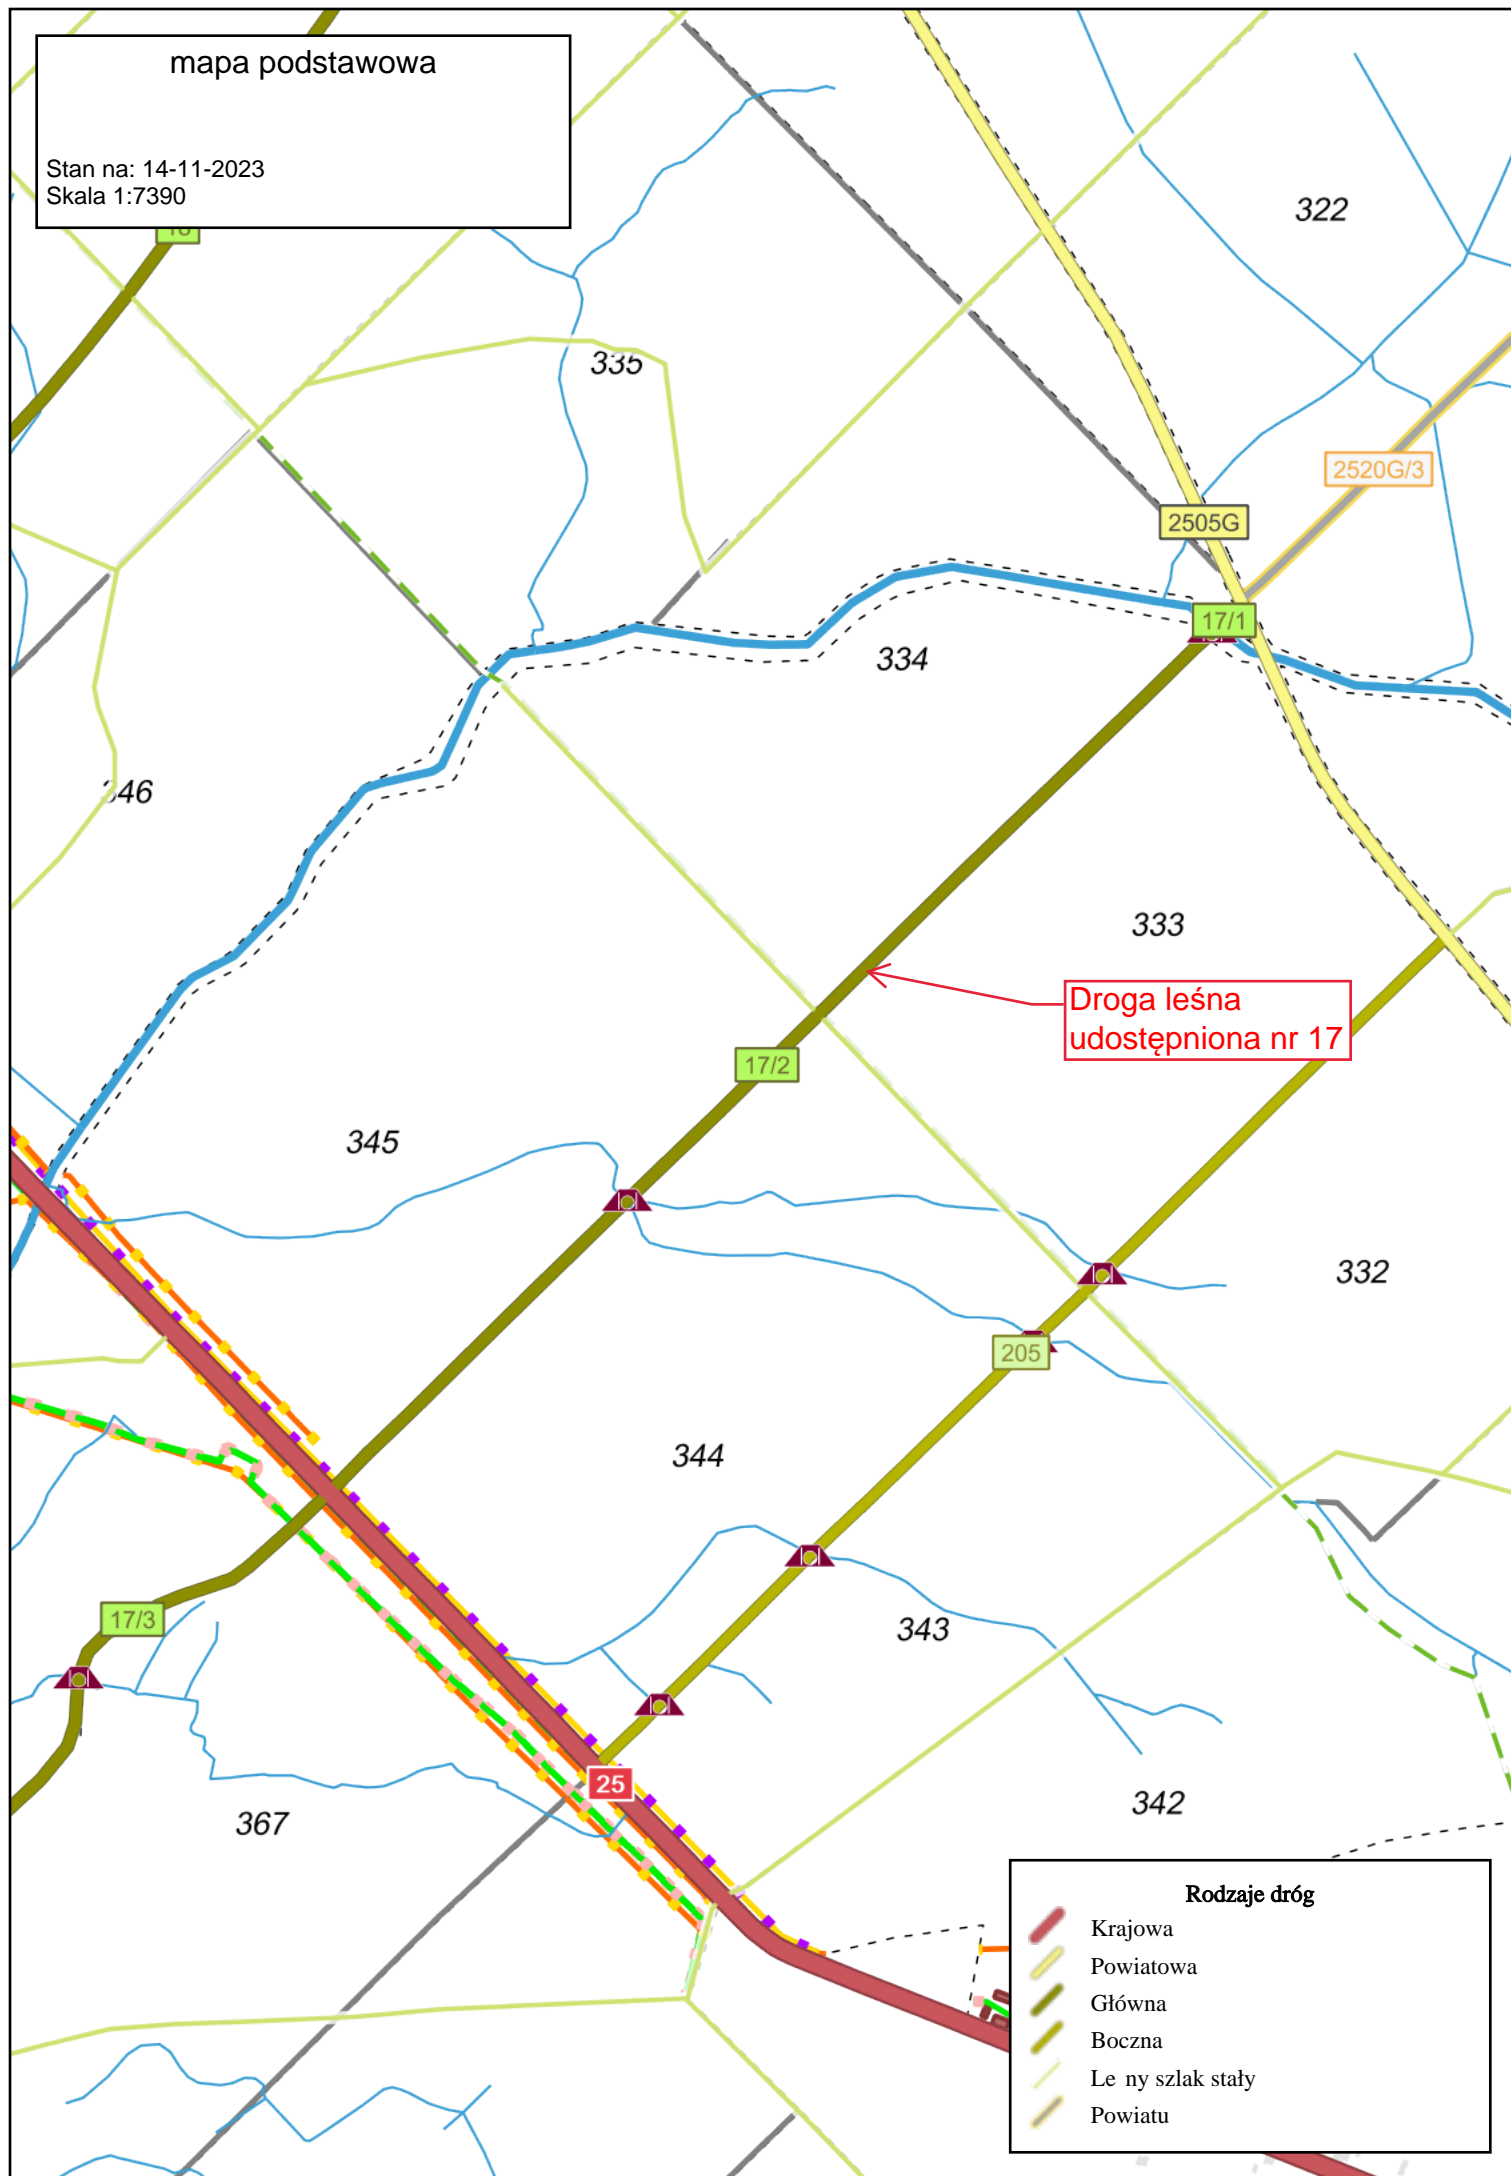 mapa podstawowa
Stan na: 14-11-2023
Skala 1:7390
18
322
335
2520G/3
2505G
17/1
334
346
333
Droga leśna
udostępniona nr 17
17/2
345
332
205
344
17/3
343
25
342
367
Rodzaje dróg
Krajowa
Powiatowa
Główna
Boczna
Le ny szlak stały
Powiatu